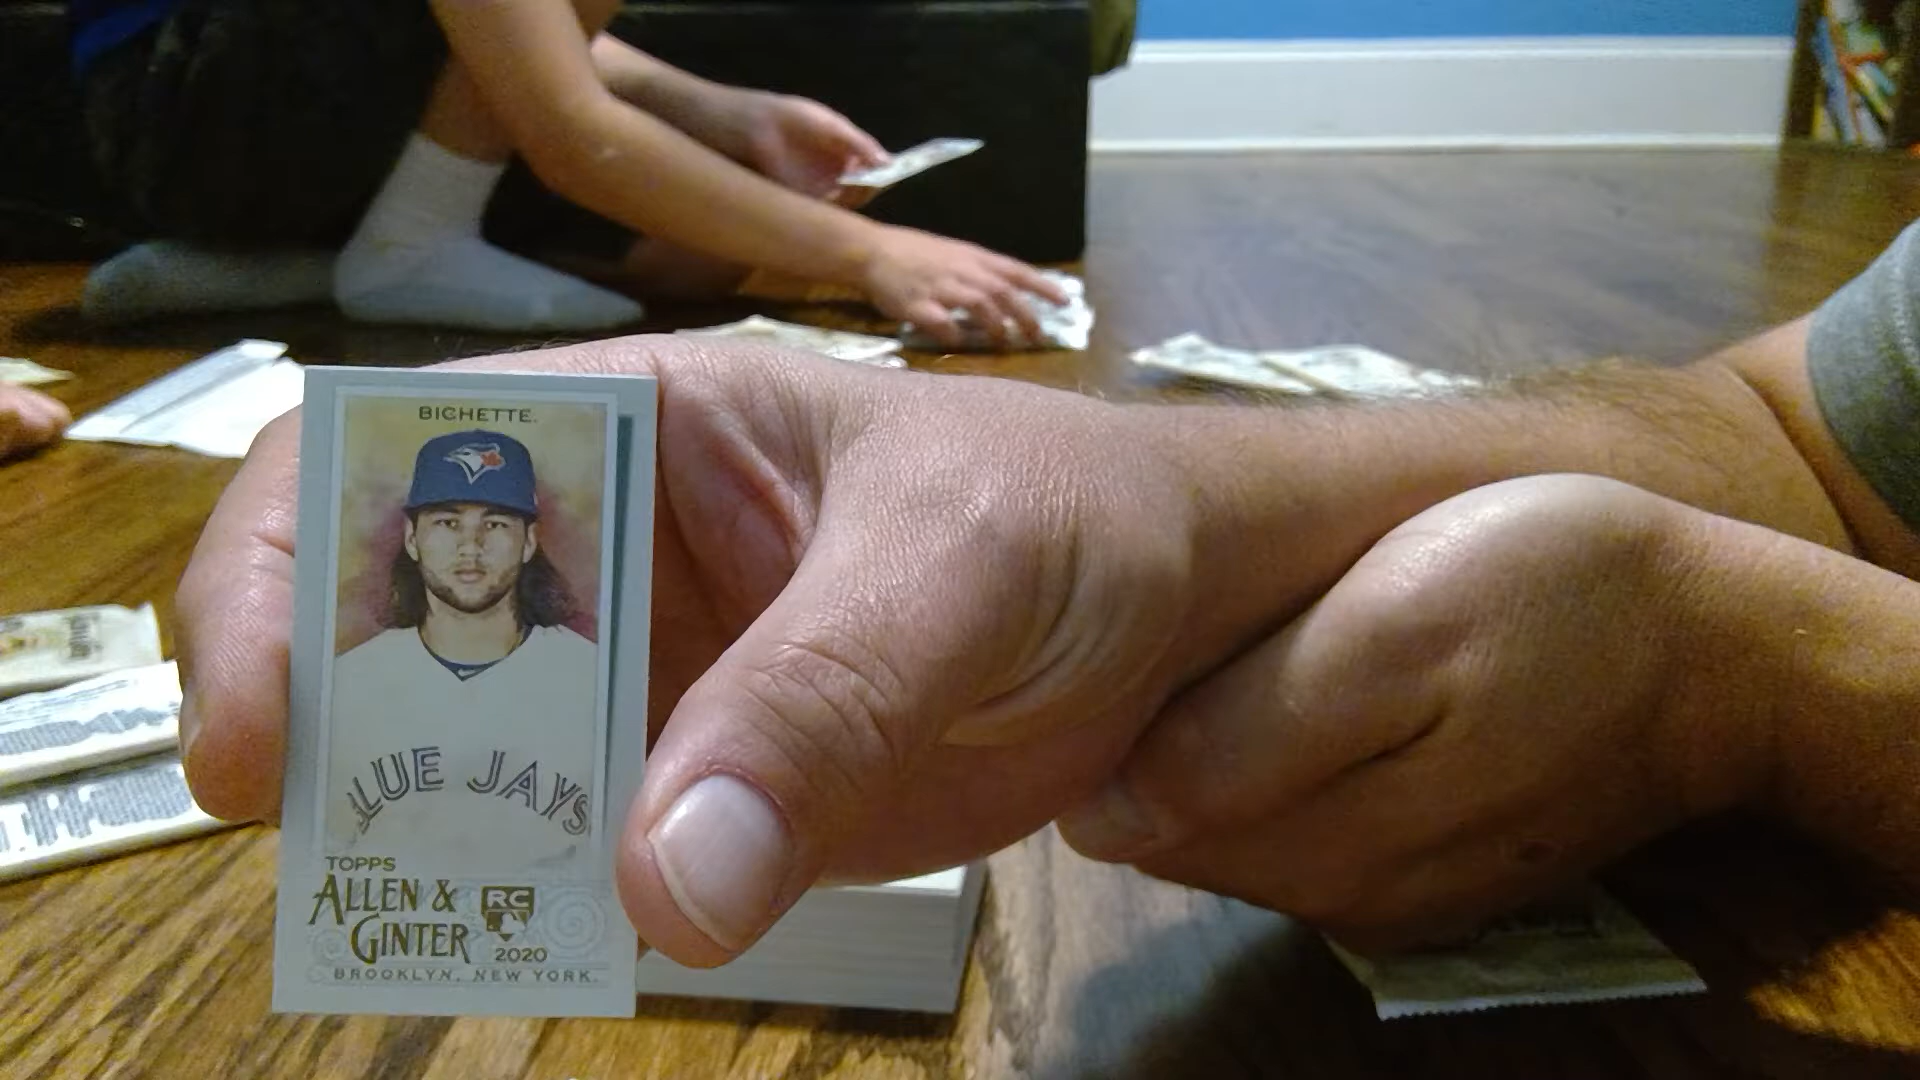 BICHETTE.
LUE JAYS
TOPPS
ALLEN &
GINTER
RC
2020
BROOKLYN, NEW YORK.